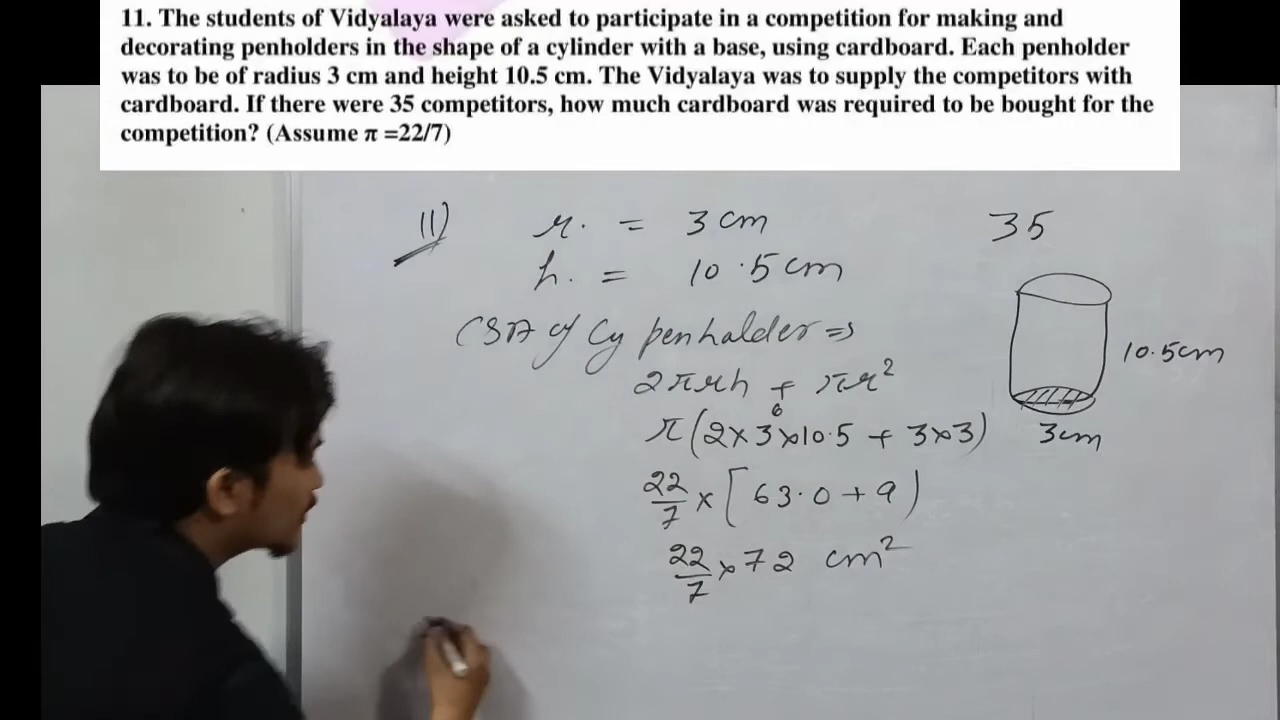 11. The students of Vidyalaya were asked to participate in a competition for making and
decorating penholders in the shape of a cylinder with a base, using cardboard. Each penholder
was to be of radius 3 cm and height 10.5 cm. The Vidyalaya was to supply the competitors with
cardboard. If there were 35 competitors, how much cardboard was required to be bought for the
competition? (Assume π =22/7)
11) r. = 3 cm
h. = 10.5 cm
CSA of Cy penhalder ⇒
2πrh + πr²
6
π(2×3×10.5 + 3×3)
22/7 × [63.0 + 9)
22/7 × 72 cm²
35
10.5cm
3cm